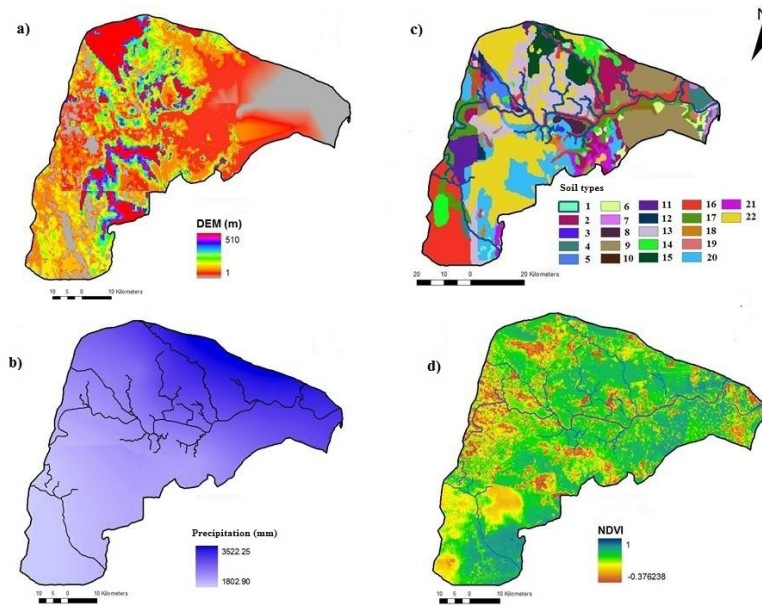 a)
DEM (m)
510
1
10 5 0 10 Kilometers
c)
N
Soil types
1 6 11 16 21
2 7 12 17 22
3 8 13 18
4 9 14 19
5 10 15 20
20 10 0 20 Kilometers
b)
Precipitation (mm)
3522.25
1802.90
10 5 0 10 Kilometers
d)
NDVI
1
-0.376238
10 5 0 10 Kilometers